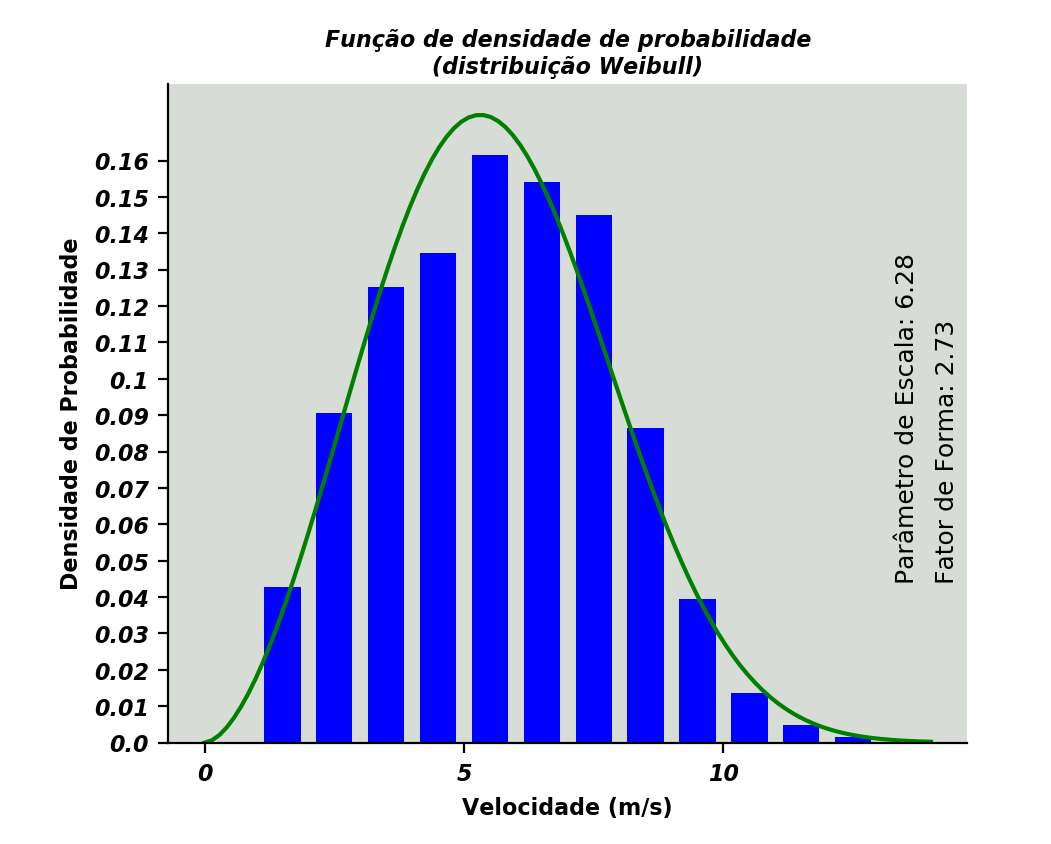 Função de densidade de probabilidade
(distribuição Weibull)
Densidade de Probabilidade
0.16
0.15
0.14
0.13
0.12
0.11
0.1
0.09
0.08
0.07
0.06
0.05
0.04
0.03
0.02
0.01
0.0
0 5 10
Velocidade (m/s)
Parâmetro de Escala: 6.28
Fator de Forma: 2.73